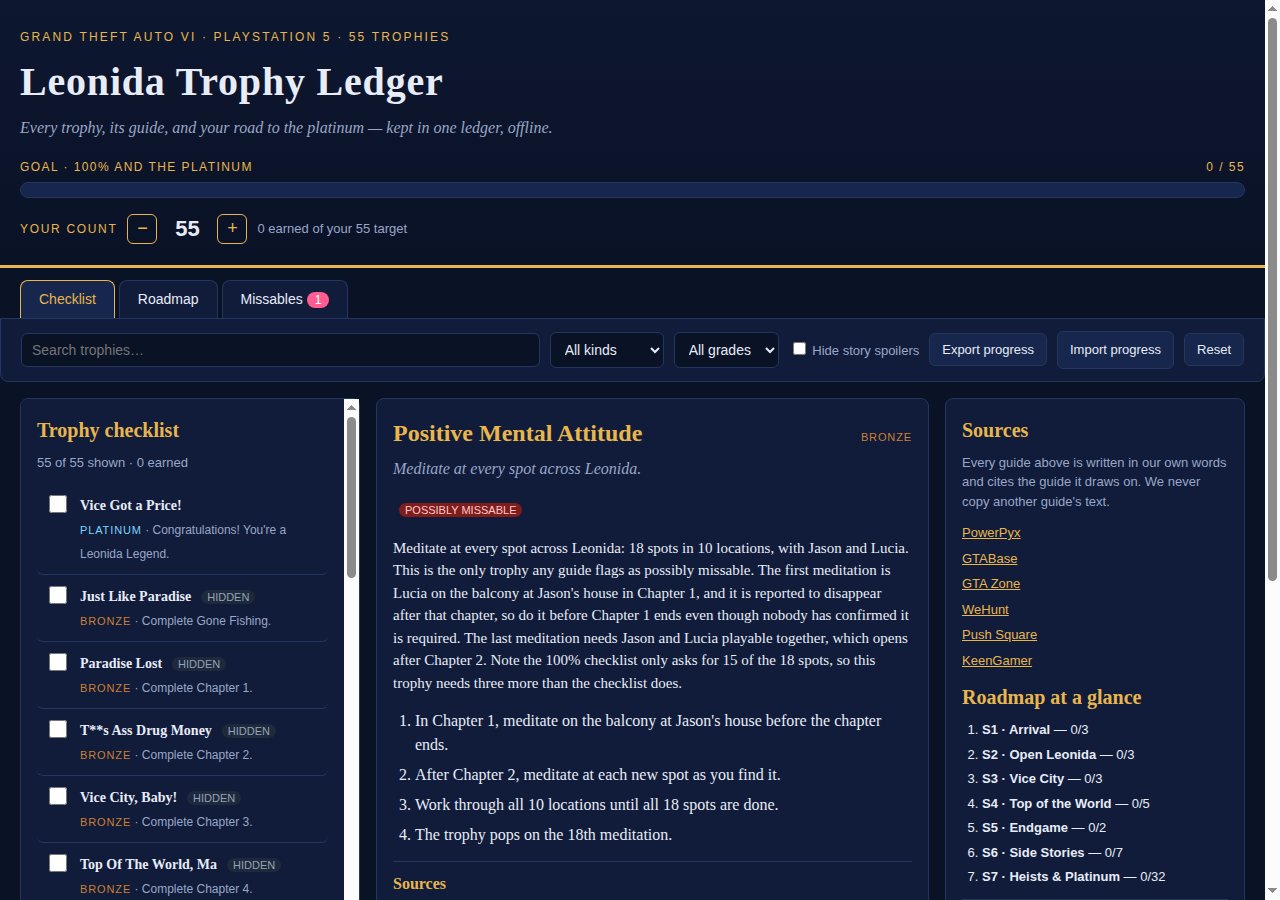 GRAND THEFT AUTO VI · PLAYSTATION 5 · 55 TROPHIES
Leonida Trophy Ledger
Every trophy, its guide, and your road to the platinum — kept in one ledger, offline.
GOAL · 100% AND THE PLATINUM
0 / 55
YOUR COUNT − 55 + 0 earned of your 55 target
Checklist Roadmap Missables 1
Search trophies… All kinds All grades Hide story spoilers Export progress Import progress Reset
Trophy checklist
55 of 55 shown · 0 earned
Vice Got a Price!
PLATINUM · Congratulations! You're a
Leonida Legend.
Just Like Paradise HIDDEN
BRONZE · Complete Gone Fishing.
Paradise Lost HIDDEN
BRONZE · Complete Chapter 1.
T**s Ass Drug Money HIDDEN
BRONZE · Complete Chapter 2.
Vice City, Baby! HIDDEN
BRONZE · Complete Chapter 3.
Top Of The World, Ma HIDDEN
BRONZE · Complete Chapter 4.
Positive Mental Attitude
BRONZE
Meditate at every spot across Leonida.
POSSIBLY MISSABLE
Meditate at every spot across Leonida: 18 spots in 10 locations, with Jason and Lucia.
This is the only trophy any guide flags as possibly missable. The first meditation is
Lucia on the balcony at Jason's house in Chapter 1, and it is reported to disappear
after that chapter, so do it before Chapter 1 ends even though nobody has confirmed it
is required. The last meditation needs Jason and Lucia playable together, which opens
after Chapter 2. Note the 100% checklist only asks for 15 of the 18 spots, so this
trophy needs three more than the checklist does.
1. In Chapter 1, meditate on the balcony at Jason's house before the chapter
ends.
2. After Chapter 2, meditate at each new spot as you find it.
3. Work through all 10 locations until all 18 spots are done.
4. The trophy pops on the 18th meditation.
Sources
Sources
Every guide above is written in our own words
and cites the guide it draws on. We never
copy another guide's text.
PowerPyx
GTABase
GTA Zone
WeHunt
Push Square
KeenGamer
Roadmap at a glance
1. S1 · Arrival — 0/3
2. S2 · Open Leonida — 0/3
3. S3 · Vice City — 0/3
4. S4 · Top of the World — 0/5
5. S5 · Endgame — 0/2
6. S6 · Side Stories — 0/7
7. S7 · Heists & Platinum — 0/32